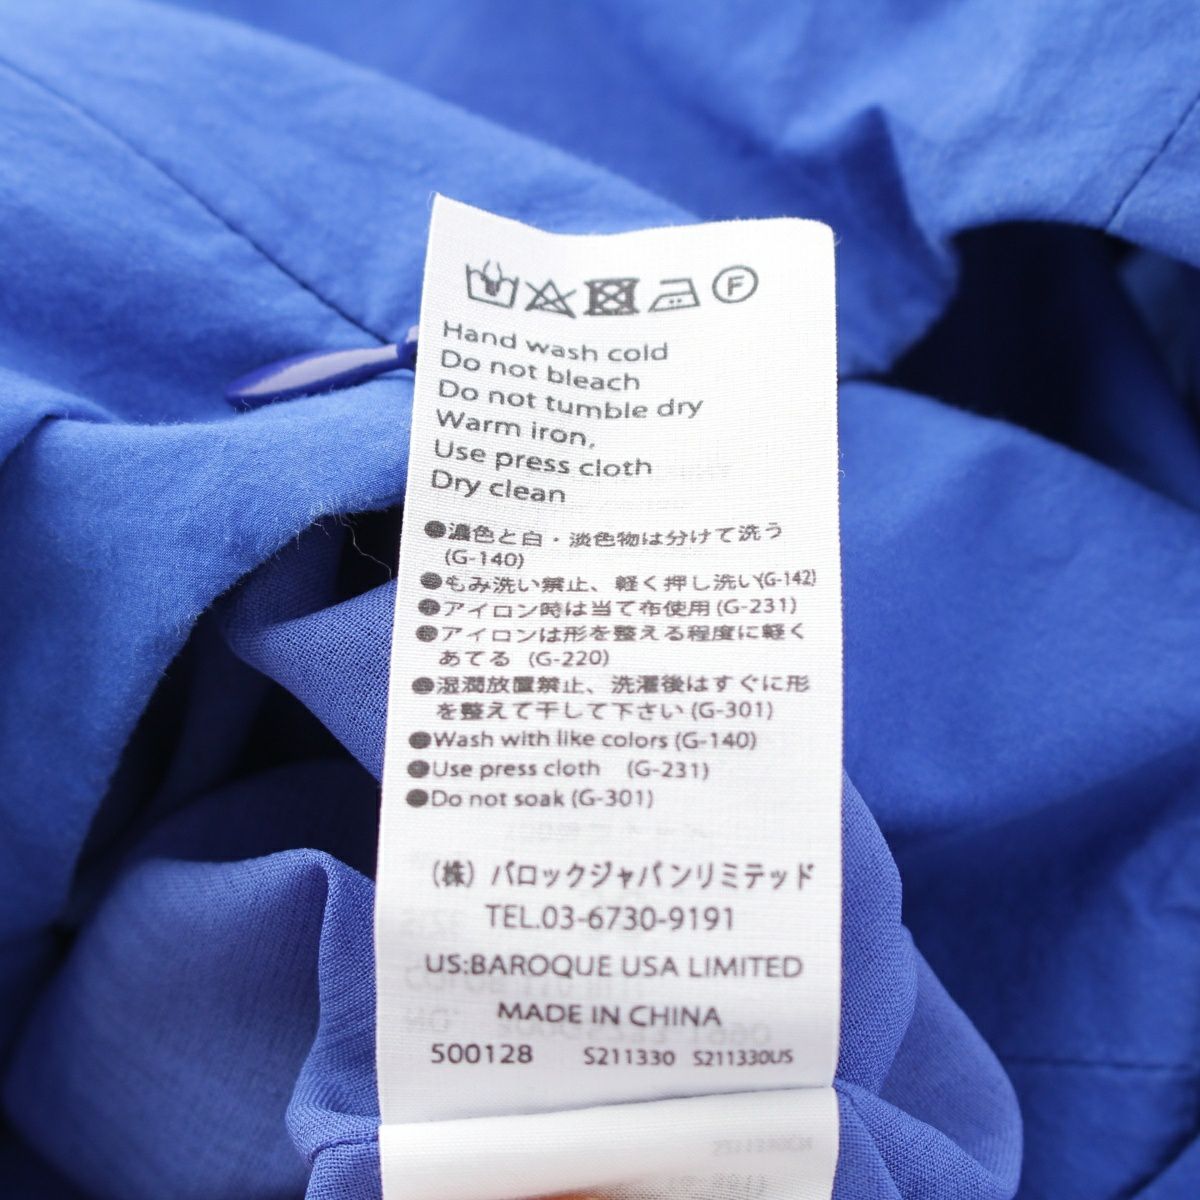 F
Hand wash cold
Do not bleach
Do not tumble dry
Warm iron,
Use press cloth
Dry clean
●濃色と白・淡色物は分けて洗う
(G-140)
●もみ洗い禁止、軽く押し洗い(G-142)
●アイロン時は当て布使用(G-231)
●アイロンは形を整える程度に軽く
あてる (G-220)
●湿潤放置禁止、洗濯後はすぐに形
を整えて干して下さい(G-301)
●Wash with like colors (G-140)
●Use press cloth (G-231)
●Do not soak (G-301)
(株) バロックジャパンリミテッド
TEL.03-6730-9191
US:BAROQUE USA LIMITED
MADE IN CHINA
500128 S211330 S211330US